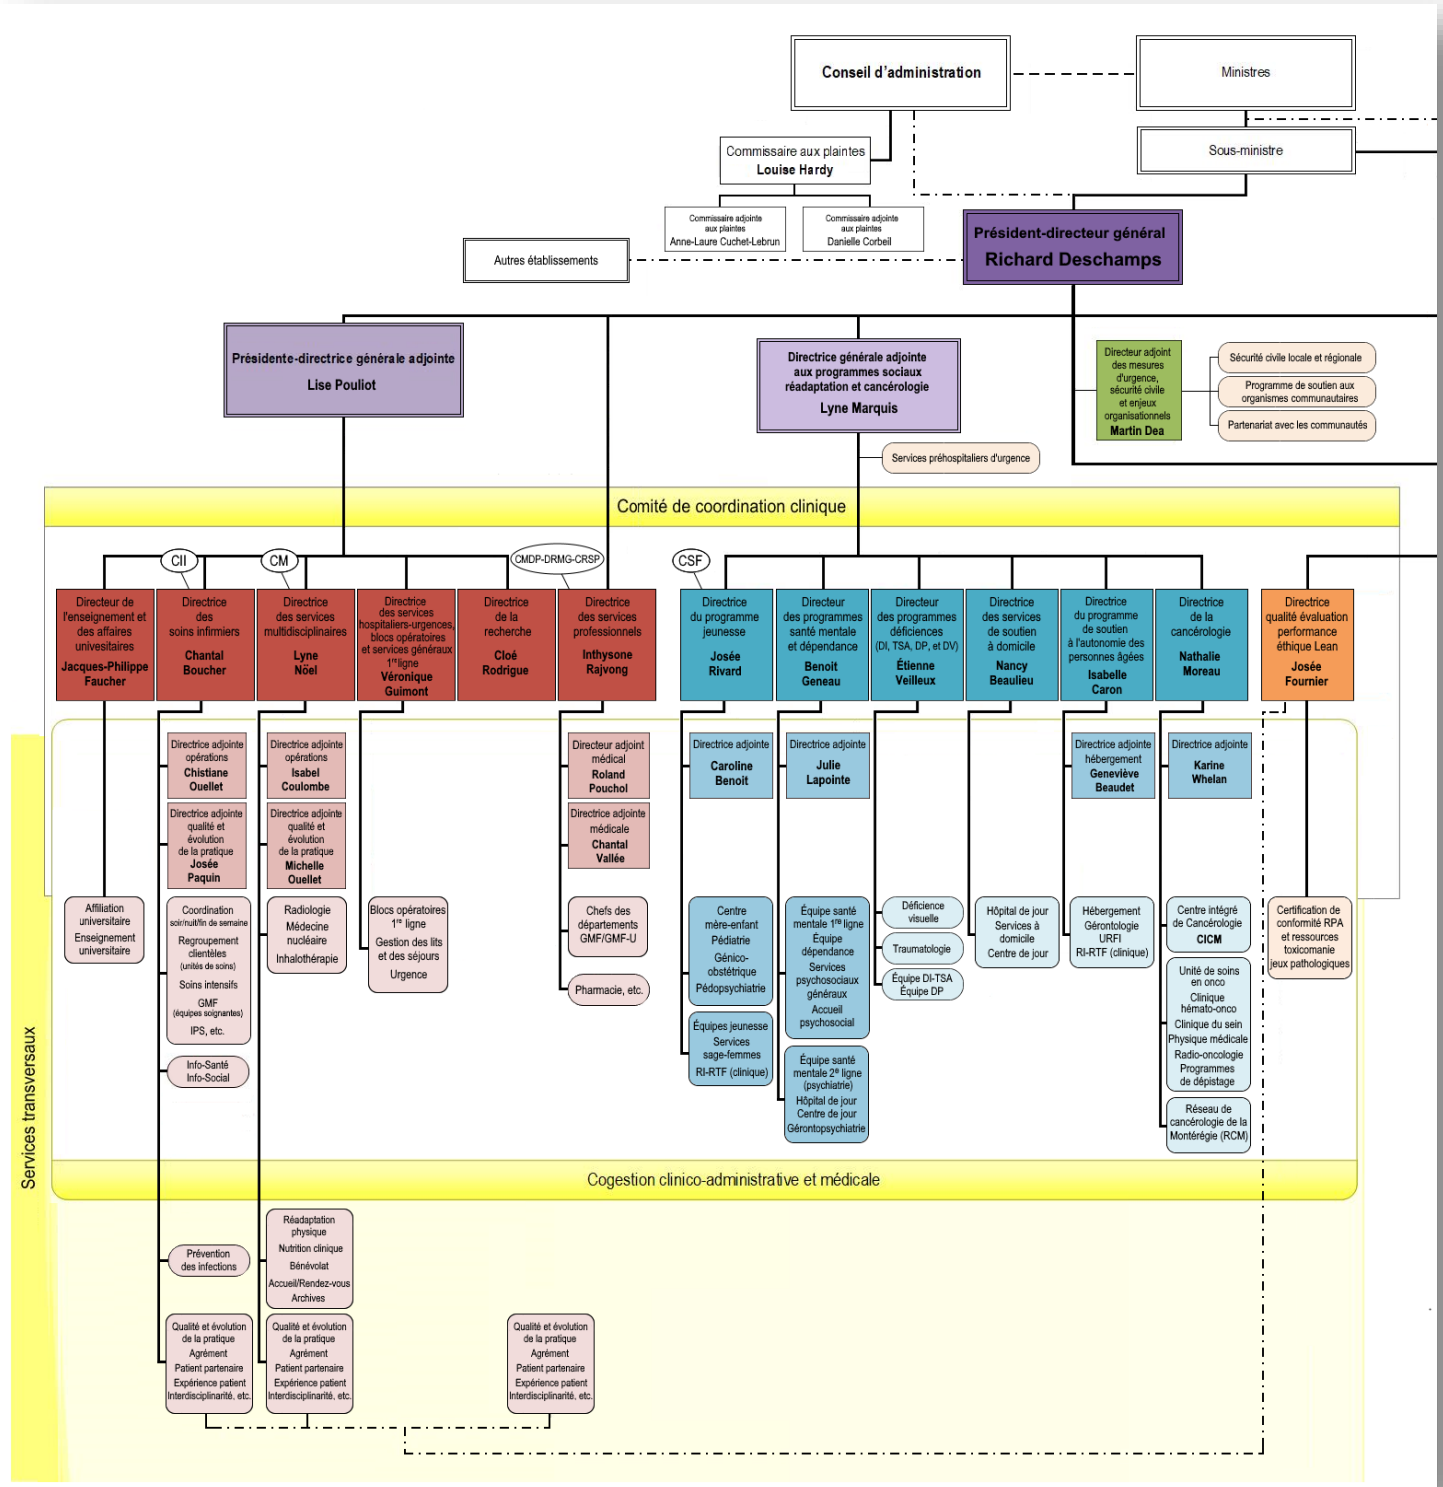 Conseil d'administration
Ministres
Sous-ministre
Commissaire aux plaintes
Louise Hardy
Commissaire adjointe
aux plaintes
Anne-Laure Cuchet-Lebrun
Commissaire adjointe
aux plaintes
Danielle Corbeil
Autres établissements
Président-directeur général
Richard Deschamps
Présidente-directrice générale adjointe
Lise Pouliot
Directrice générale adjointe
aux programmes sociaux
réadaptation et cancérologie
Lyne Marquis
Services préhospitaliers d'urgence
Directeur adjoint
des mesures
d'urgence,
sécurité civile
et enjeux
organisationnels
Martin Dea
Sécurité civile locale et régionale
Programme de soutien aux
organismes communautaires
Partenariat avec les communautés
Comité de coordination clinique
CII
CM
CMDP-DRMG-CRSP
CSF
Directeur de
l'enseignement et
des affaires
univesitaires
Jacques-Philippe
Faucher
Directrice
des
soins infirmiers
Chantal
Boucher
Directrice
des services
multidisciplinaires
Lyne
Nöel
Directrice
des services
hospitaliers-urgences,
blocs opératoires
et services généraux
1re ligne
Véronique
Guimont
Directrice
de la
recherche
Cloé
Rodrigue
Directrice
des services
professionnels
Inthysone
Rajvong
Directrice
du programme
jeunesse
Josée
Rivard
Directeur
des programmes
santé mentale
et dépendance
Benoit
Geneau
Directeur
des programmes
déficiences
(DI, TSA, DP, et DV)
Étienne
Veilleux
Directrice
des services
de soutien
à domicile
Nancy
Beaulieu
Directrice
du programme
de soutien
à l'autonomie des
personnes âgées
Isabelle
Caron
Directrice
de la
cancérologie
Nathalie
Moreau
Directrice
qualité évaluation
performance
éthique Lean
Josée
Fournier
Directrice adjointe
opérations
Chistiane
Ouellet
Directrice adjointe
opérations
Isabel
Coulombe
Directeur adjoint
médical
Roland
Pouchol
Directrice adjointe
Caroline
Benoit
Directrice adjointe
Julie
Lapointe
Directrice adjointe
hébergement
Geneviève
Beaudet
Directrice adjointe
Karine
Whelan
Directrice adjointe
qualité et
évolution
de la pratique
Josée
Paquin
Directrice adjointe
qualité et
évolution
de la pratique
Michelle
Ouellet
Directrice adjointe
médicale
Chantal
Vallée
Affiliation
universitaire
Enseignement
universitaire
Coordination
soir/nuit/fin de semaine
Regroupement
clientèles
(unités de soins)
Soins intensifs
GMF
(équipes soignantes)
IPS, etc.
Info-Santé
Info-Social
Radiologie
Médecine
nucléaire
Inhalothérapie
Blocs opératoires
1re ligne
Gestion des lits
et des séjours
Urgence
Chefs des
départements
GMF/GMF-U
Pharmacie, etc.
Centre
mère-enfant
Pédiatrie
Génico-
obstétrique
Pédopsychiatrie
Équipes jeunesse
Services
sage-femmes
RI-RTF (clinique)
Équipe santé
mentale 1re ligne
Équipe
dépendance
Services
psychosociaux
généraux
Accueil
psychosocial
Équipe santé
mentale 2e ligne
(psychiatrie)
Hôpital de jour
Centre de jour
Gérontopsychiatrie
Déficience
visuelle
Traumatologie
Équipe DI-TSA
Équipe DP
Hôpital de jour
Services à
domicile
Centre de jour
Hébergement
Gérontologie
URFI
RI-RTF (clinique)
Centre intégré
de Cancérologie
CICM
Unité de soins
en onco
Clinique
hémato-onco
Clinique du sein
Physique médicale
Radio-oncologie
Programmes
de dépistage
Réseau de
cancérologie de la
Montérégie (RCM)
Certification de
conformité RPA
et ressources
toxicomanie
jeux pathologiques
Services transversaux
Cogestion clinico-administrative et médicale
Prévention
des infections
Réadaptation
physique
Nutrition clinique
Bénévolat
Accueil/Rendez-vous
Archives
Qualité et évolution
de la pratique
Agrément
Patient partenaire
Expérience patient
Interdisciplinarité, etc.
Qualité et évolution
de la pratique
Agrément
Patient partenaire
Expérience patient
Interdisciplinarité, etc.
Qualité et évolution
de la pratique
Agrément
Patient partenaire
Expérience patient
Interdisciplinarité, etc.